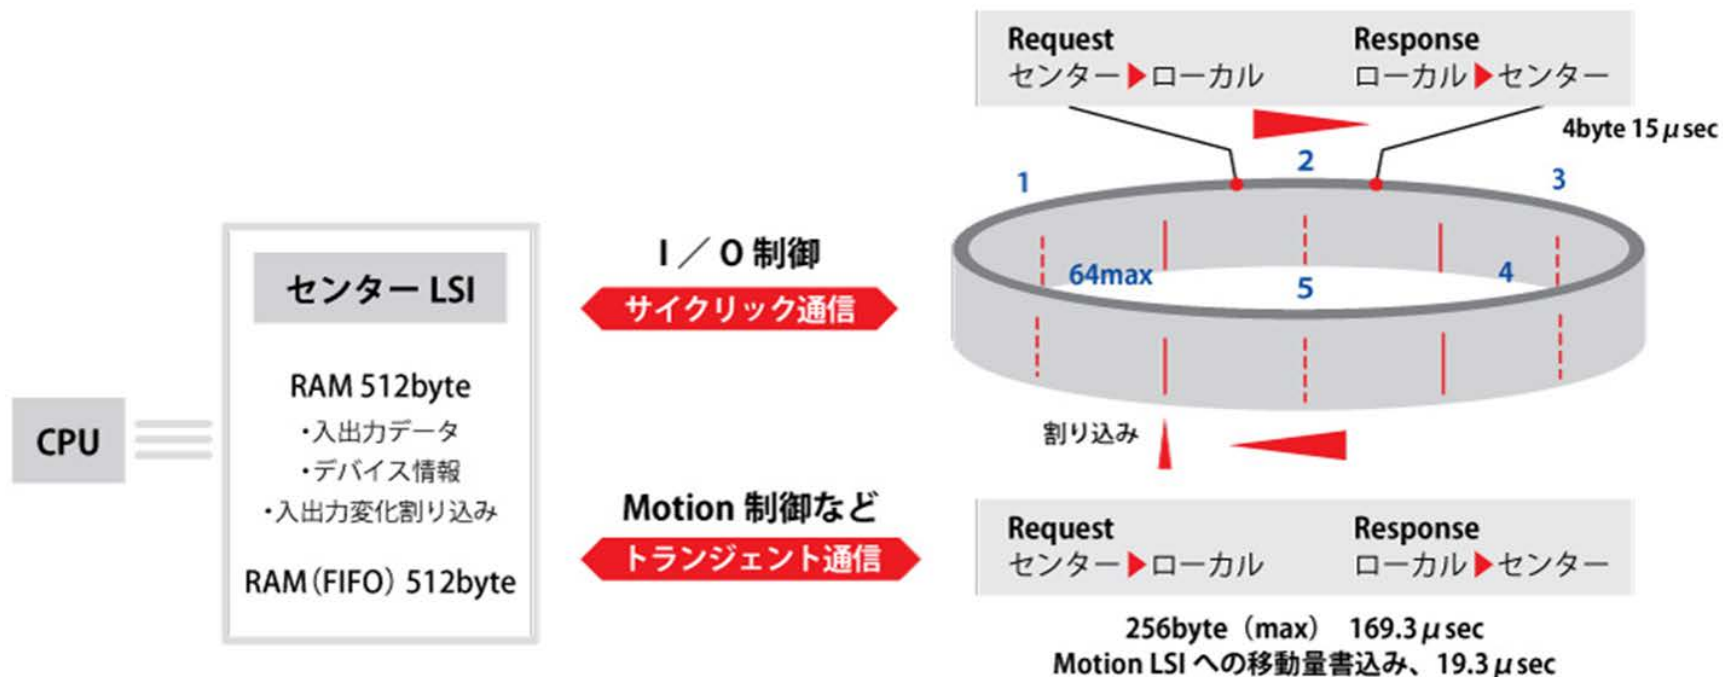 Request
センター▶ローカル
Response
ローカル▶センター
4byte 15μsec
1
2
3
64max
5
4
I／O 制御
サイクリック通信
センター LSI
RAM 512byte
・入出力データ
・デバイス情報
・入出力変化割り込み
RAM（FIFO）512byte
CPU
割り込み
Motion 制御など
トランジェント通信
Request
センター▶ローカル
Response
ローカル▶センター
256byte（max） 169.3μsec
Motion LSI への移動量書込み、19.3μsec